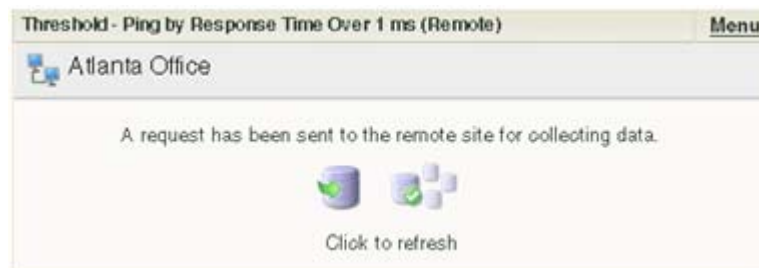 Threshold - Ping by Response Time Over 1 ms (Remote) Menu
Atlanta Office
A request has been sent to the remote site for collecting data.
Click to refresh